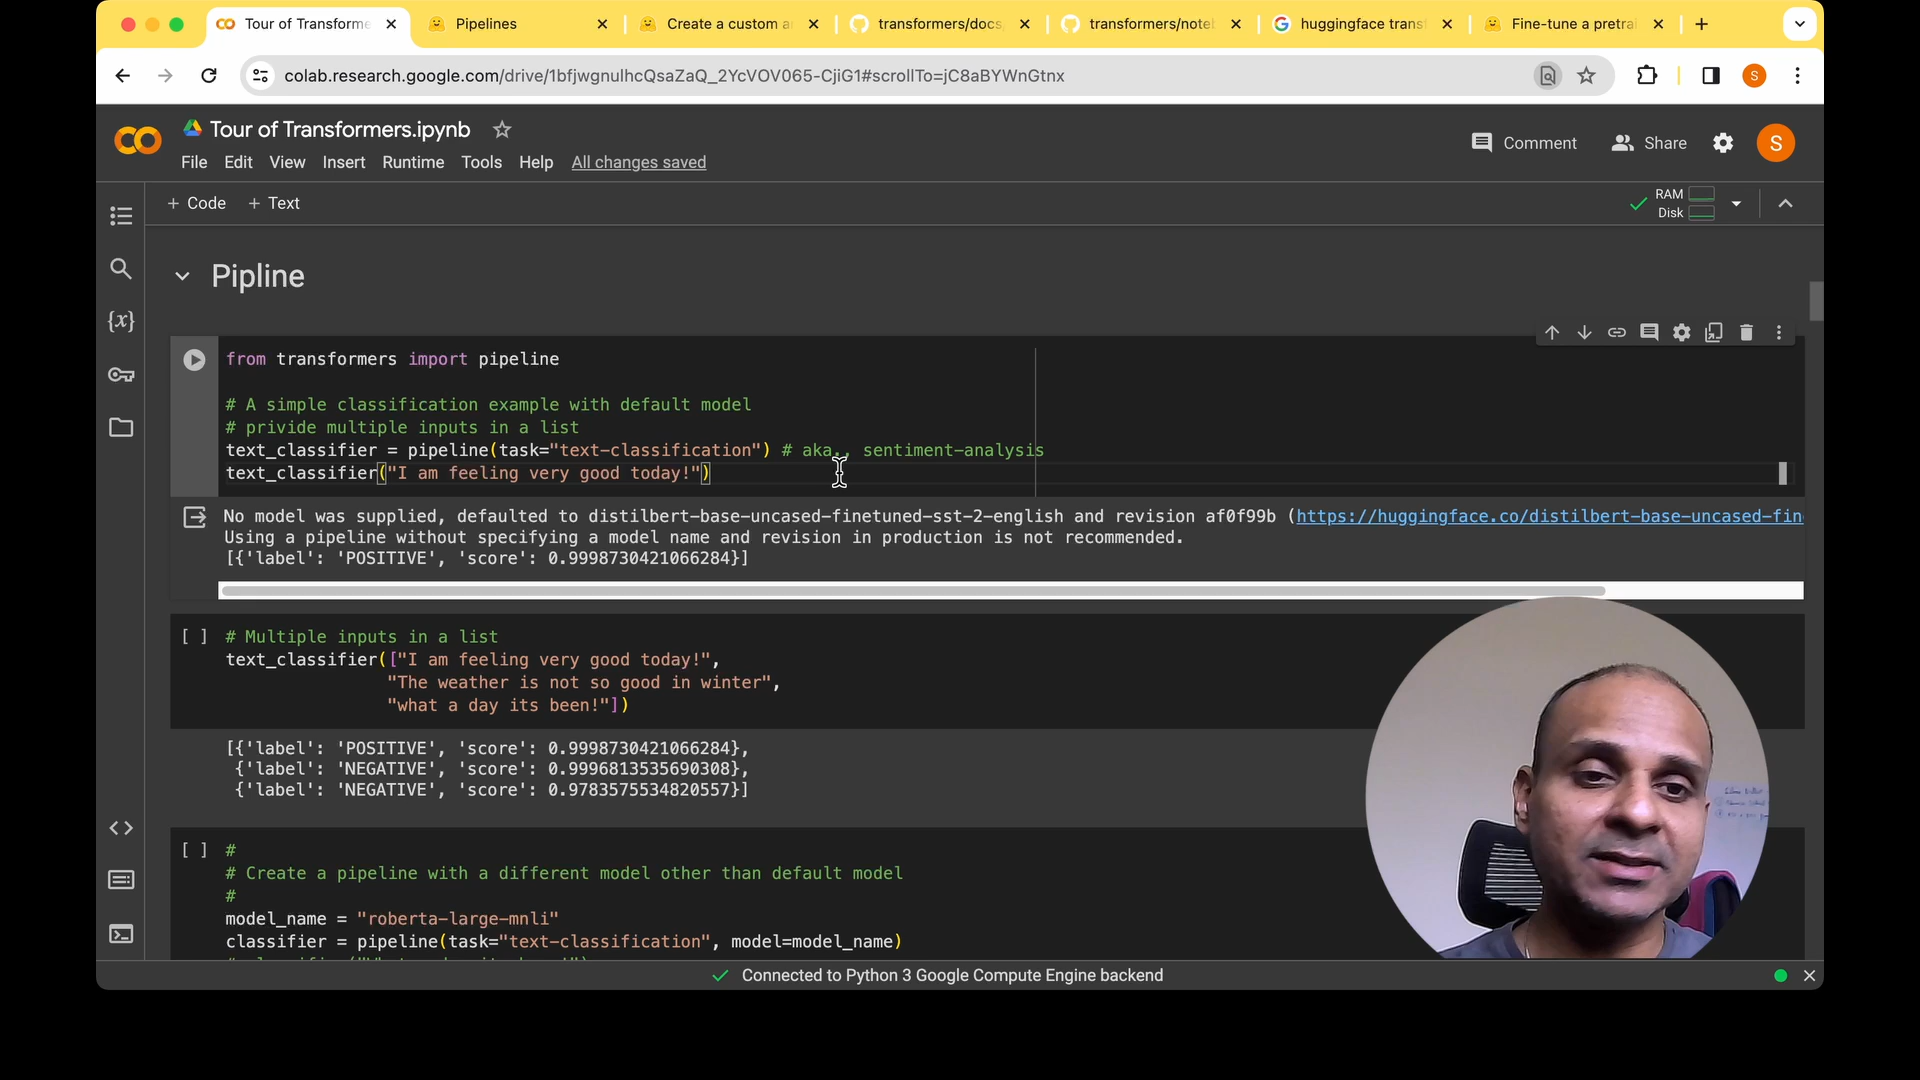 Tour of Transforme
Pipelines
Create a custom a
transformers/docs
transformers/note
huggingface trans
Fine-tune a pretrai
colab.research.google.com/drive/1bfjwgnulhcQsaZaQ_2YcVOV065-CjiG1#scrollTo=jC8aBYWnGtnx
S
Tour of Transformers.ipynb
Comment
Share
S
File Edit View Insert Runtime Tools Help All changes saved
+ Code + Text
RAM
Disk
Pipline
from transformers import pipeline
# A simple classification example with default model
# privide multiple inputs in a list
text_classifier = pipeline(task="text-classification") # aka., sentiment-analysis
text_classifier("I am feeling very good today!")
No model was supplied, defaulted to distilbert-base-uncased-finetuned-sst-2-english and revision af0f99b (https://huggingface.co/distilbert-base-uncased-fin
Using a pipeline without specifying a model name and revision in production is not recommended.
[{'label': 'POSITIVE', 'score': 0.9998730421066284}]
[ ] # Multiple inputs in a list
text_classifier(["I am feeling very good today!",
"The weather is not so good in winter",
"what a day its been!"])
[{'label': 'POSITIVE', 'score': 0.9998730421066284},
{'label': 'NEGATIVE', 'score': 0.9996813535690308},
{'label': 'NEGATIVE', 'score': 0.9783575534820557}]
[ ] #
# Create a pipeline with a different model other than default model
#
model_name = "roberta-large-mnli"
classifier = pipeline(task="text-classification", model=model_name)
Connected to Python 3 Google Compute Engine backend